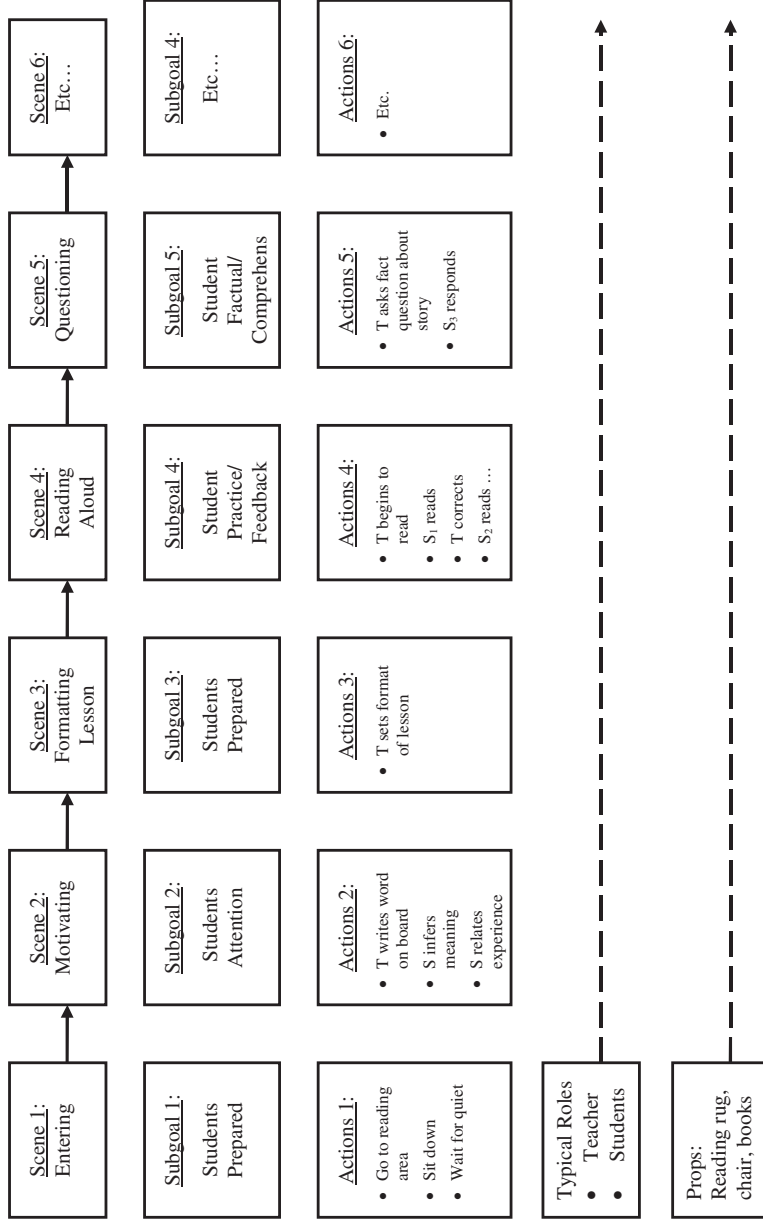 Scene 1:
Entering
Scene 2:
Motivating
Scene 3:
Formatting
Lesson
Scene 4:
Reading
Aloud
Scene 5:
Questioning
Scene 6:
Etc…
Subgoal 1:
Students
Prepared
Subgoal 2:
Students
Attention
Subgoal 3:
Students
Prepared
Subgoal 4:
Student
Practice/
Feedback
Subgoal 5:
Student
Factual/
Comprehens
Subgoal 4:
Etc…
Actions 1:
• Go to reading
area
• Sit down
• Wait for quiet
Actions 2:
• T writes word
on board
• S infers
meaning
• S relates
experience
Actions 3:
• T sets format
of lesson
Actions 4:
• T begins to
read
• S₁ reads
• T corrects
• S₂ reads …
Actions 5:
• T asks fact
question about
story
• S₃ responds
Actions 6:
• Etc.
Typical Roles
• Teacher
• Students
Props:
Reading rug,
chair, books